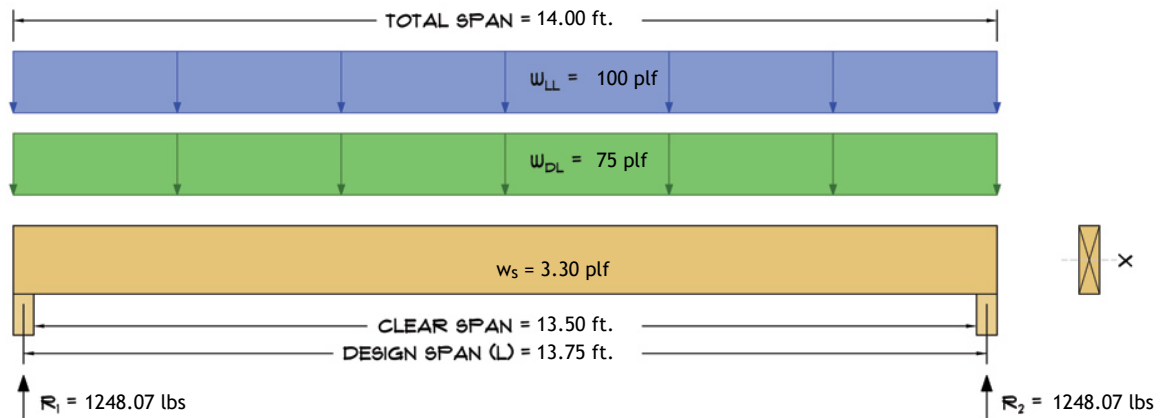 TOTAL SPAN = 14.00 ft.
WLL = 100 plf
WDL = 75 plf
ws = 3.30 plf
X
CLEAR SPAN = 13.50 ft.
DESIGN SPAN (L) = 13.75 ft.
R1 = 1248.07 lbs
R2 = 1248.07 lbs